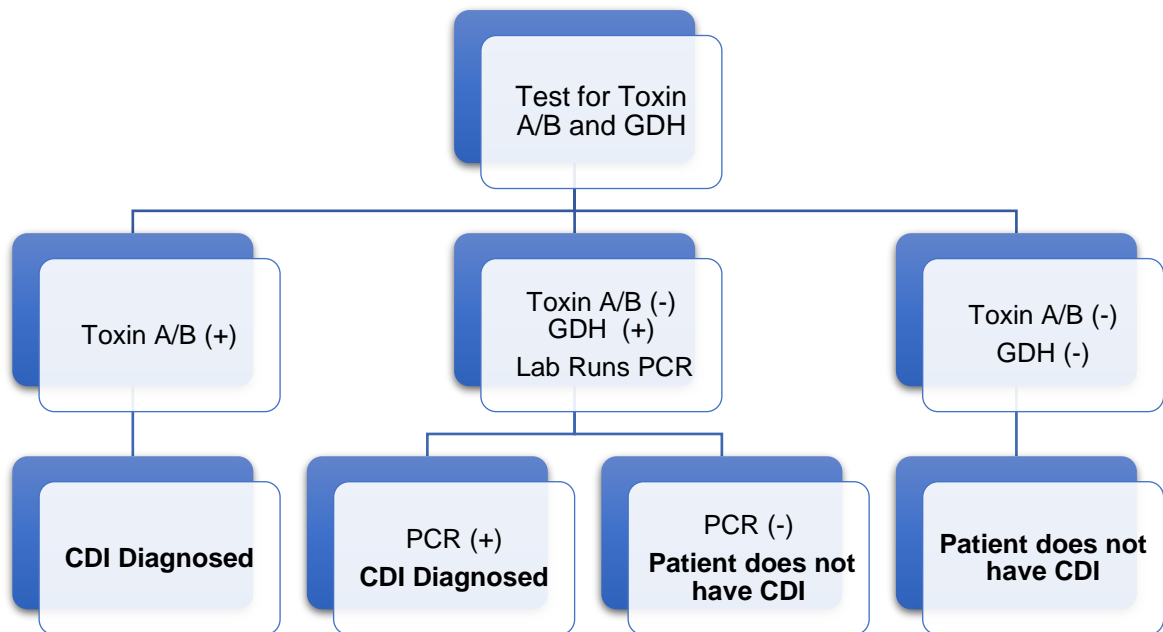 Test for Toxin
A/B and GDH
Toxin A/B (+)
Toxin A/B (-)
GDH (+)
Lab Runs PCR
Toxin A/B (-)
GDH (-)
CDI Diagnosed
PCR (+)
CDI Diagnosed
PCR (-)
Patient does not
have CDI
Patient does not
have CDI